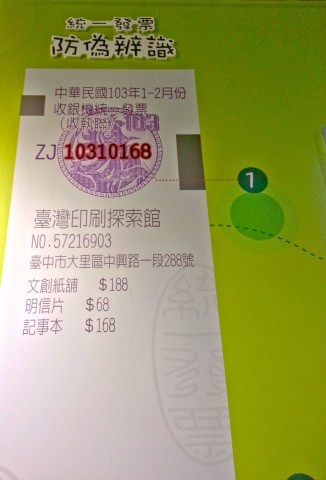 統一發票
防偽辨識
中華民國103年1-2月份
收銀機統一發票
(收執聯)
103
ZJ 10310168
1
臺灣印刷探索館
NO.57216903
臺中市大里區中興路一段288號
文創紙舖 $188
明信片 $68
記事本 $168